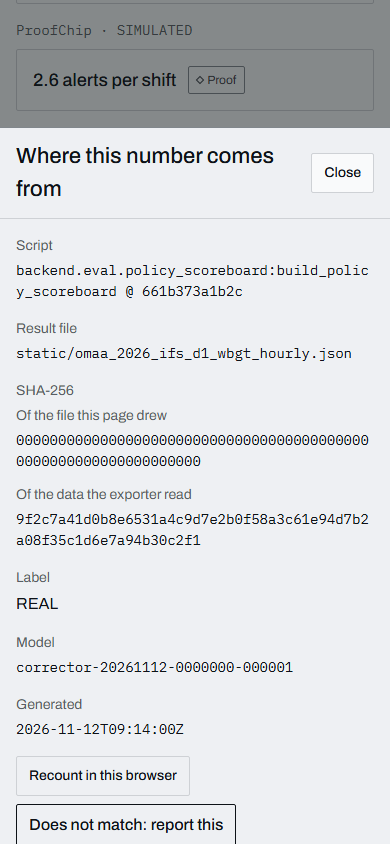 ProofChip · SIMULATED
2.6 alerts per shift
◇ Proof
Where this number comes
from
Close
Script
backend.eval.policy_scoreboard:build_polic
y_scoreboard @ 661b373a1b2c
Result file
static/omaa_2026_ifs_d1_wbgt_hourly.json
SHA-256
Of the file this page drew
000000000000000000000000000000000000000000
0000000000000000000000
Of the data the exporter read
9f2c7a41d0b8e6531a4c9d7e2b0f58a3c61e94d7b2
a08f35c1d6e7a94b30c2f1
Label
REAL
Model
corrector-20261112-0000000-000001
Generated
2026-11-12T09:14:00Z
Recount in this browser
Does not match: report this